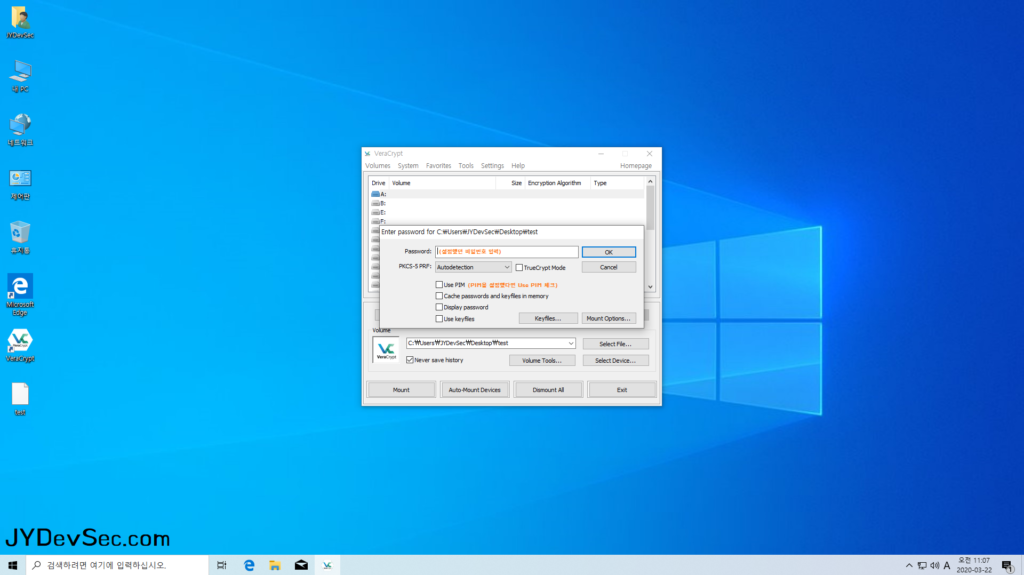 JYDevSec
내 PC
네트워크
제어판
휴지통
Microsoft
Edge
VeraCrypt
test
VeraCrypt
Volumes System Favorites Tools Settings Help Homepage
Drive Volume Size Encryption Algorithm Type
A:
B:
E:
F:
Enter password for C:₩Users₩JYDevSec₩Desktop₩test
Password: (설정했던 비밀번호 입력) OK
PKCS-5 PRF: Autodetection TrueCrypt Mode Cancel
Use PIM (PIM을 설정했다면 Use PIM 체크)
Cache passwords and keyfiles in memory
Display password
Use keyfiles Keyfiles... Mount Options...
Volume
VeraCrypt
C:₩Users₩JYDevSec₩Desktop₩test Select File...
Never save history Volume Tools... Select Device...
Mount Auto-Mount Devices Dismount All Exit
JYDevSec.com
검색하려면 여기에 입력하십시오.
A 오전 11:07
2020-03-22
1